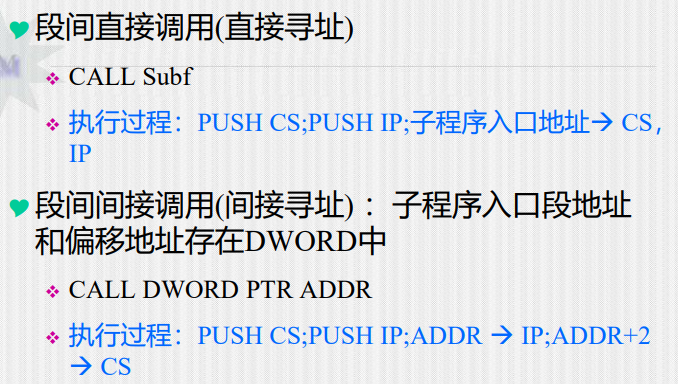 段间直接调用(直接寻址)
CALL Subf
执行过程：PUSH CS;PUSH IP;子程序入口地址→ CS,
IP
段间间接调用(间接寻址) ：子程序入口段地址
和偏移地址存在DWORD中
CALL DWORD PTR ADDR
执行过程：PUSH CS;PUSH IP;ADDR → IP;ADDR+2
→ CS